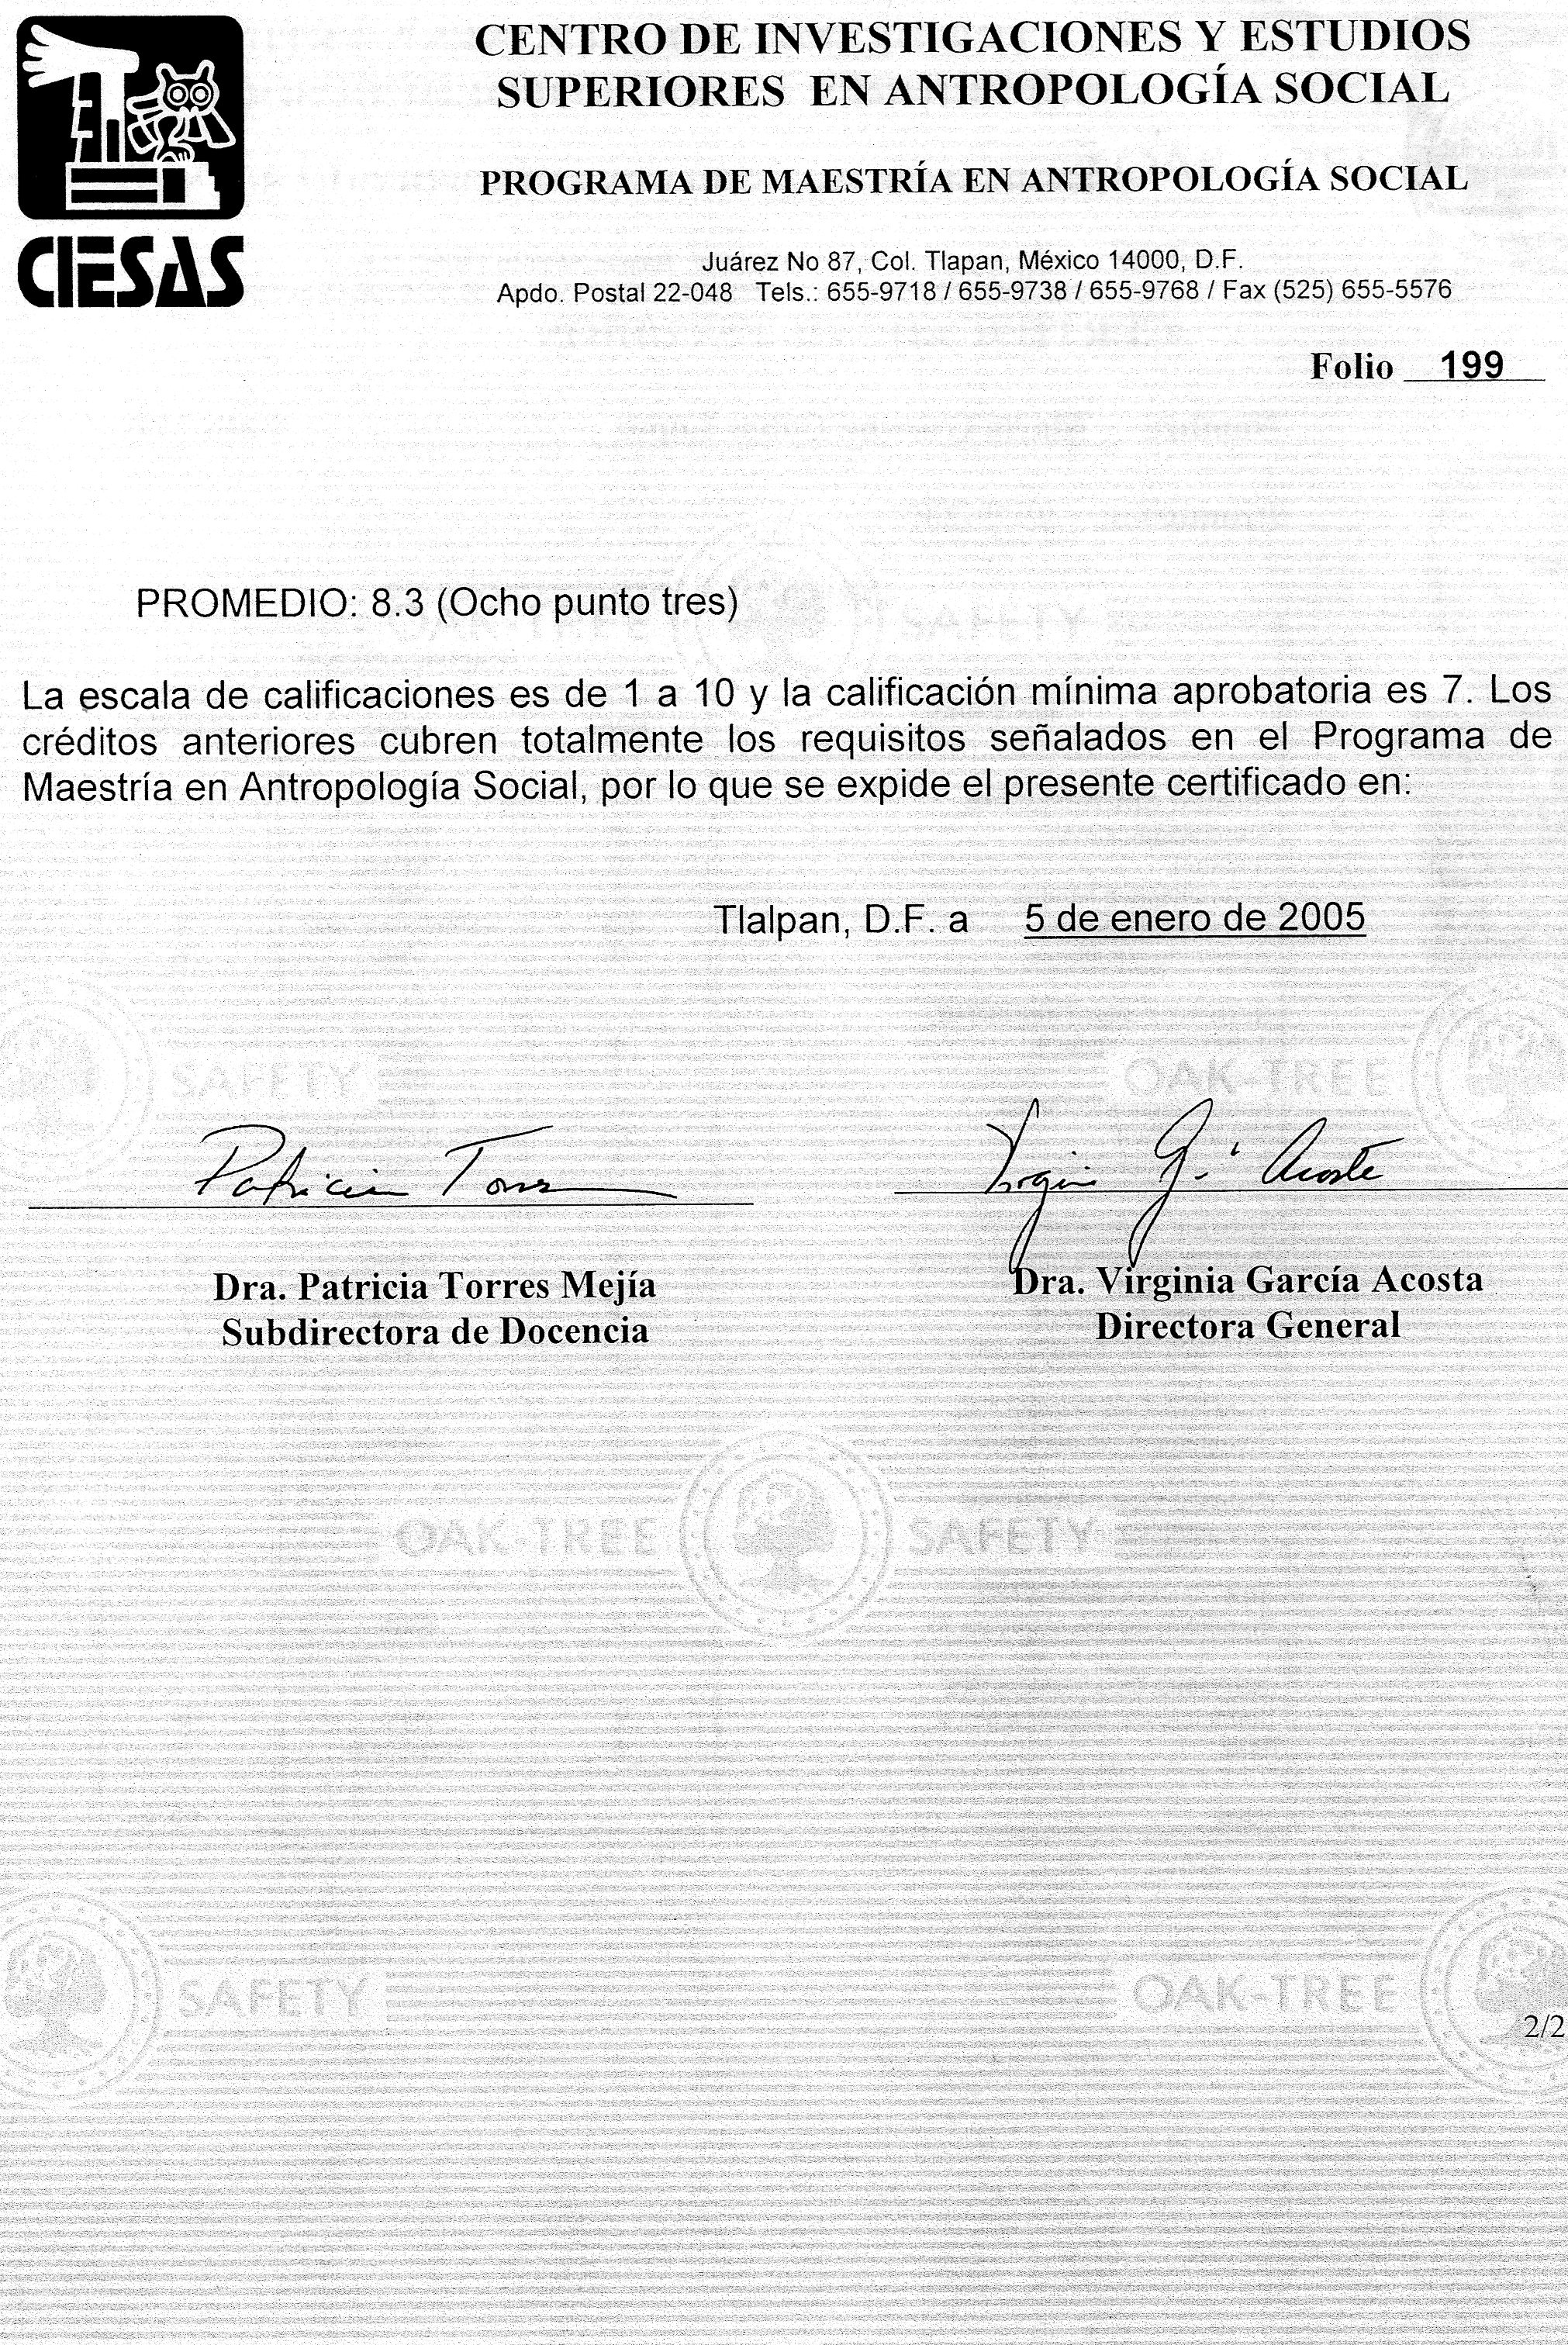 CENTRO DE INVESTIGACIONES Y ESTUDIOS
SUPERIORES EN ANTROPOLOGÍA SOCIAL
PROGRAMA DE MAESTRÍA EN ANTROPOLOGÍA SOCIAL
CIESAS
Juárez No 87, Col. Tlapan, México 14000, D.F.
Apdo. Postal 22-048 Tels.: 655-9718 / 655-9738 / 655-9768 / Fax (525) 655-5576
Folio 199
PROMEDIO: 8.3 (Ocho punto tres)
OAK-TREE SAFETY
La escala de calificaciones es de 1 a 10 y la calificación mínima aprobatoria es 7. Los
créditos anteriores cubren totalmente los requisitos señalados en el Programa de
Maestría en Antropología Social, por lo que se expide el presente certificado en:
Tlalpan, D.F. a 5 de enero de 2005
SAFETY OAK-TREE
Patricia Torres Virginia G.ª Acosta
Dra. Patricia Torres Mejía Dra. Virginia García Acosta
Subdirectora de Docencia Directora General
OAK-TREE SAFETY
SAFETY OAK-TREE
2/2